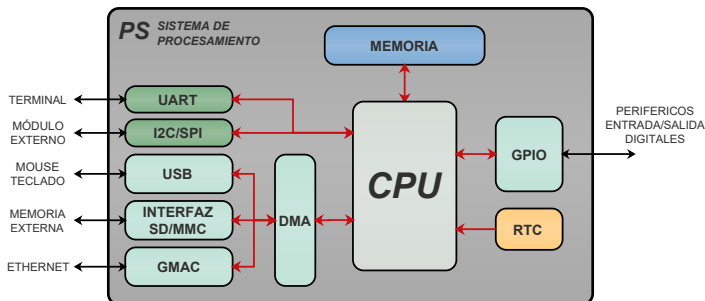 PS SISTEMA DE
PROCESAMIENTO
MEMORIA
TERMINAL
UART
MÓDULO
EXTERNO
I2C/SPI
MOUSE
TECLADO
USB
MEMORIA
EXTERNA
INTERFAZ
SD/MMC
ETHERNET
GMAC
DMA
CPU
GPIO
RTC
PERIFERICOS
ENTRADA/SALIDA
DIGITALES